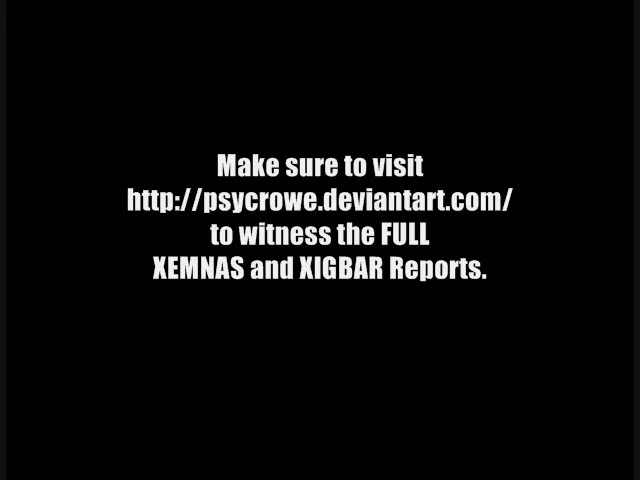 Make sure to visit
http://psycrowe.deviantart.com/
to witness the FULL
XEMNAS and XIGBAR Reports.